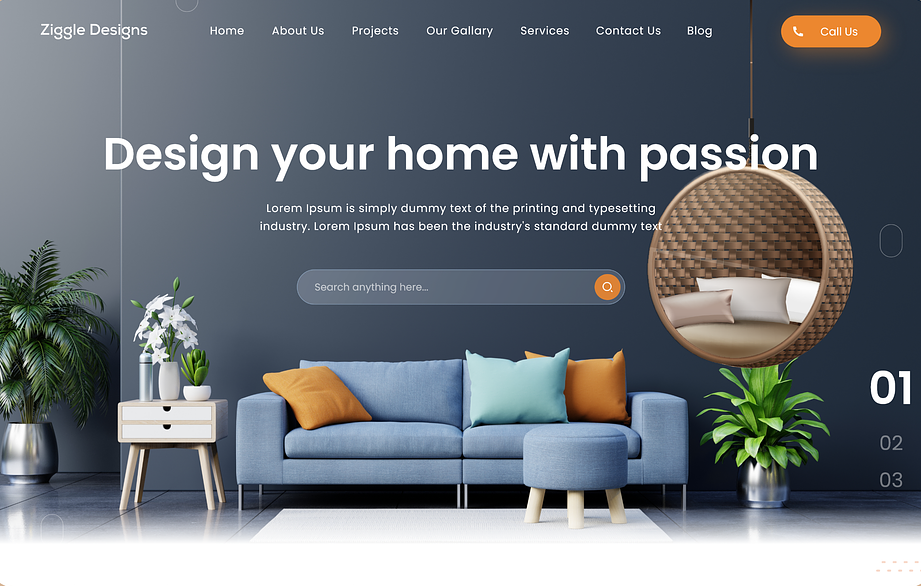 Ziggle Designs
Home
About Us
Projects
Our Gallary
Services
Contact Us
Blog
Call Us
Design your home with passion
Lorem Ipsum is simply dummy text of the printing and typesetting
industry. Lorem Ipsum has been the industry's standard dummy text
Search anything here...
01
02
03